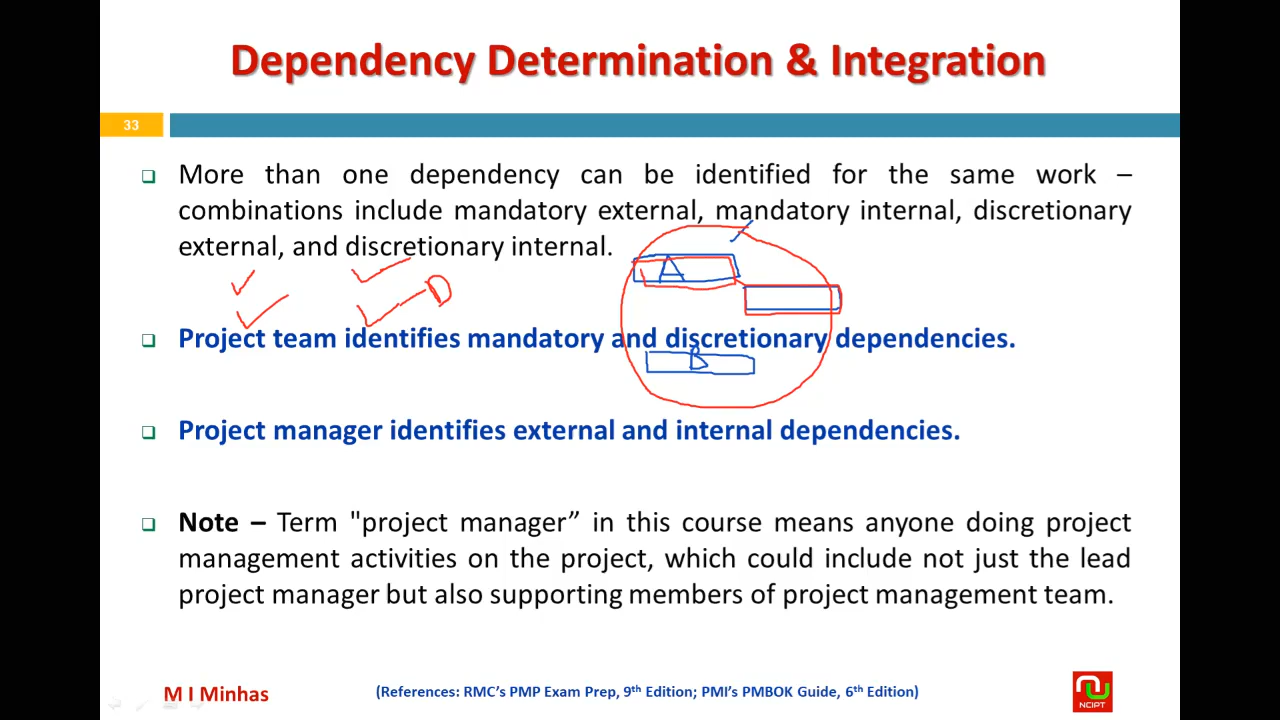 Dependency Determination & Integration
33
More than one dependency can be identified for the same work –
combinations include mandatory external, mandatory internal, discretionary
external, and discretionary internal.
A
D
Project team identifies mandatory and discretionary dependencies.
B
Project manager identifies external and internal dependencies.
Note – Term "project manager” in this course means anyone doing project
management activities on the project, which could include not just the lead
project manager but also supporting members of project management team.
M I Minhas
(References: RMC’s PMP Exam Prep, 9th Edition; PMI’s PMBOK Guide, 6th Edition)
NCIPT